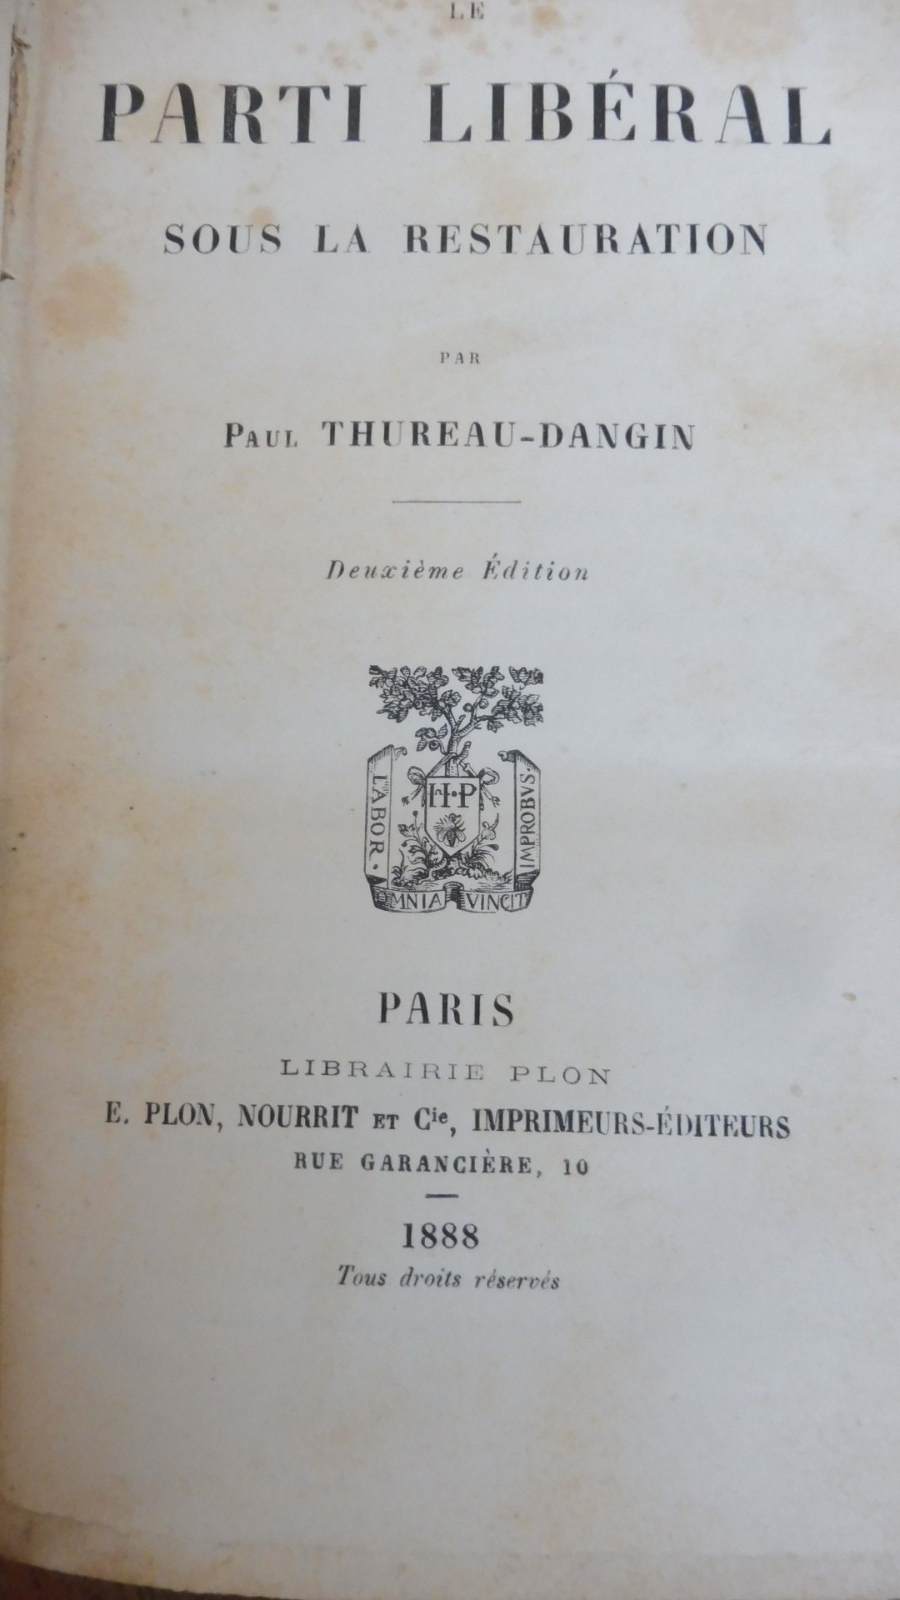 LE
PARTI LIBÉRAL
SOUS LA RESTAURATION
PAR
PAUL THUREAU-DANGIN
Deuxième Édition
LABOR.
H·P
IMPROBVS.
OMNIA VINCIT
PARIS
LIBRAIRIE PLON
E. PLON, NOURRIT ET Cie, IMPRIMEURS-ÉDITEURS
RUE GARANCIÈRE, 10
1888
Tous droits réservés